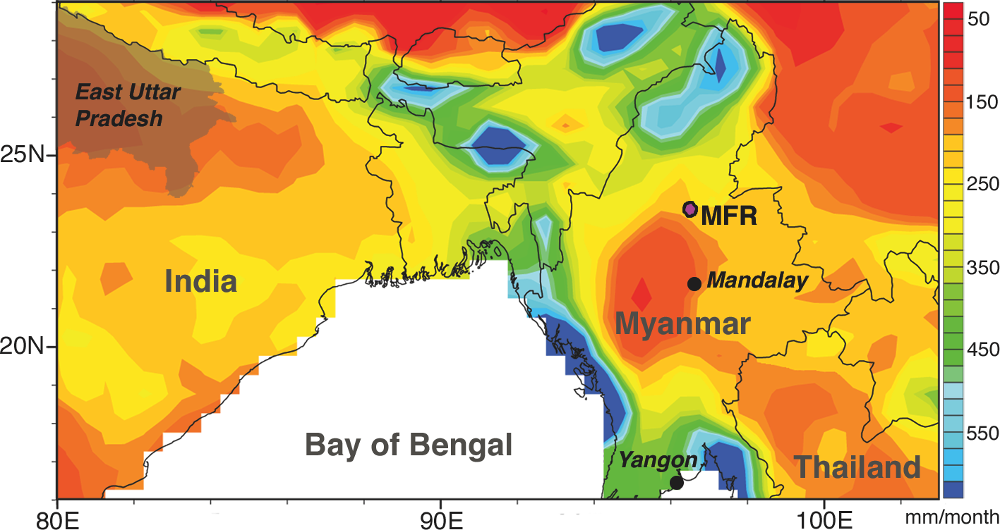 East Uttar
Pradesh
25N
20N
India
Bay of Bengal
MFR
Mandalay
Myanmar
Yangon
Thailand
80E
90E
100E
50
150
250
350
450
550
mm/month